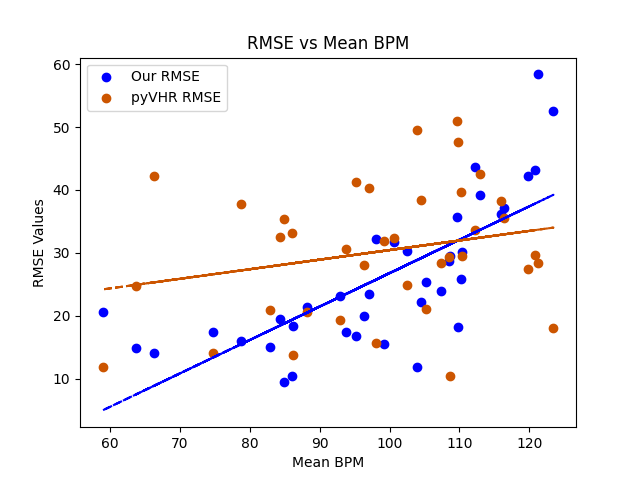 RMSE vs Mean BPM
Our RMSE
pyVHR RMSE
RMSE Values
60
50
40
30
20
10
60 70 80 90 100 110 120
Mean BPM